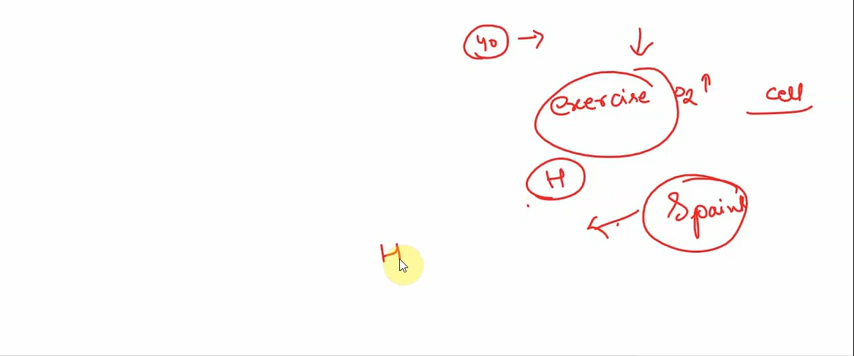 40 →
exercise O2 ↑ cell
H
Spain
H